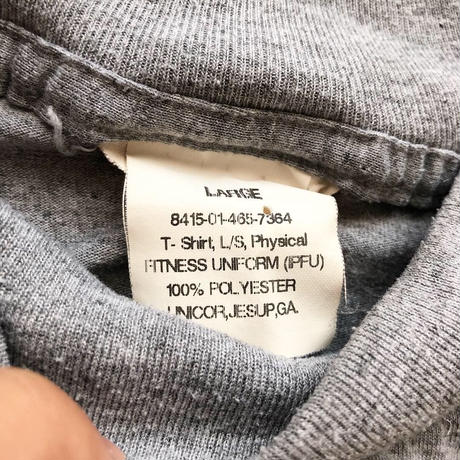 LARGE
8415-01-465-7364
T- Shirt, L/S, Physical
FITNESS UNIFORM (IPFU)
100% POLYESTER
UNICOR,JESUP,GA.